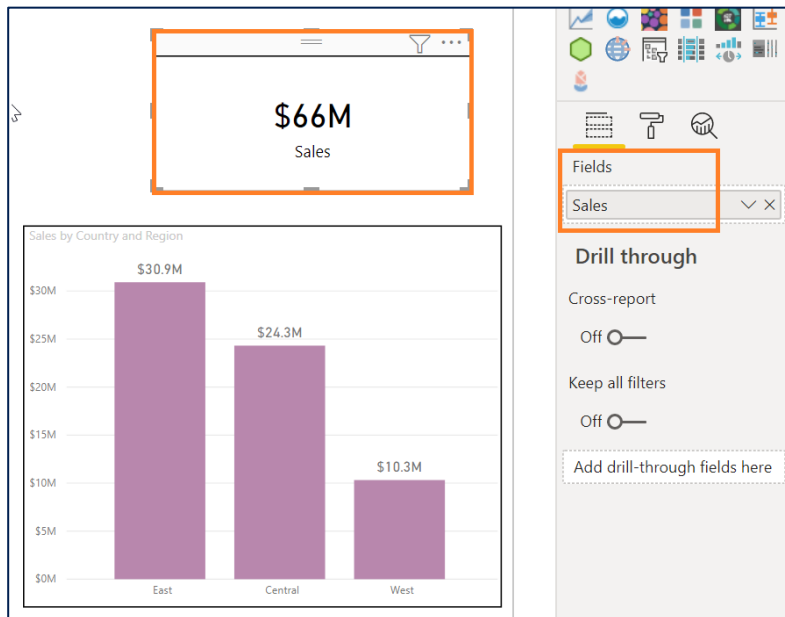 $66M
Sales
Fields
Sales
Drill through
Cross-report
Off
Keep all filters
Off
Add drill-through fields here
Sales by Country and Region
$30.9M
$24.3M
$10.3M
$30M
$25M
$20M
$15M
$10M
$5M
$0M
East Central West